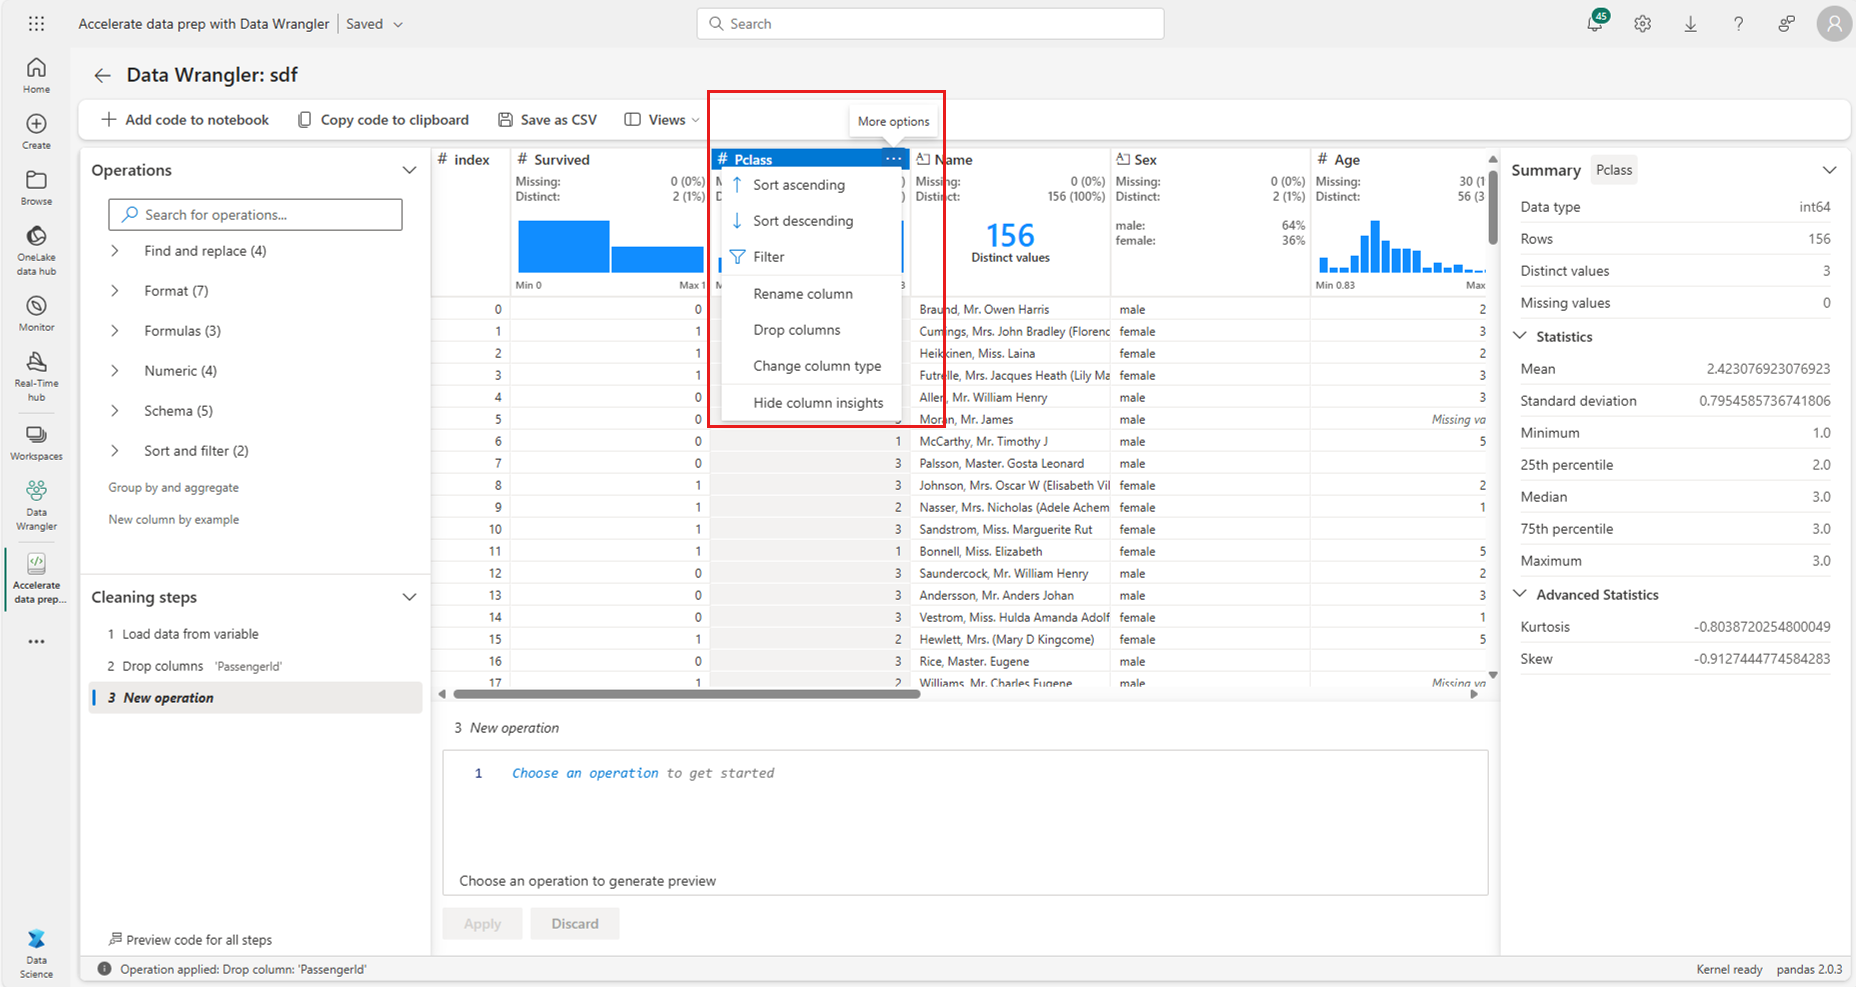 Accelerate data prep with Data Wrangler | Saved
Search
45
Home
Create
Browse
OneLake
data hub
Monitor
Real-Time
hub
Workspaces
Data
Wrangler
Accelerate
data prep...
Data
Science
Data Wrangler: sdf
Add code to notebook
Copy code to clipboard
Save as CSV
Views
More options
Operations
Search for operations...
Find and replace (4)
Format (7)
Formulas (3)
Numeric (4)
Schema (5)
Sort and filter (2)
Group by and aggregate
New column by example
Cleaning steps
1 Load data from variable
2 Drop columns 'PassengerId'
3 New operation
Preview code for all steps
# index # Survived # Pclass ... Name Sex # Age
Missing: 0 (0%) Missing: 0 (0%) Missing: 0 (0%) Missing: 30 (1
Distinct: 2 (1%) Distinct: 156 (100%) Distinct: 2 (1%) Distinct: 56 (3
156
Distinct values
male: 64%
female: 36%
Min 0 Max 1 Min 0.83 Max
Sort ascending
Sort descending
Filter
Rename column
Drop columns
Change column type
Hide column insights
0 0 Braund, Mr. Owen Harris male 2
1 1 Cumings, Mrs. John Bradley (Florenc female 3
2 1 Heikkinen, Miss. Laina female 2
3 1 Futrelle, Mrs. Jacques Heath (Lily Ma female 3
4 0 Allen, Mr. William Henry male 3
5 0 Moran, Mr. James male Missing va
6 0 1 McCarthy, Mr. Timothy J male 5
7 0 3 Palsson, Master. Gosta Leonard male
8 1 3 Johnson, Mrs. Oscar W (Elisabeth Vil female 2
9 1 2 Nasser, Mrs. Nicholas (Adele Achem female 1
10 1 3 Sandstrom, Miss. Marguerite Rut female
11 1 1 Bonnell, Miss. Elizabeth female 5
12 0 3 Saundercock, Mr. William Henry male 2
13 0 3 Andersson, Mr. Anders Johan male 3
14 0 3 Vestrom, Miss. Hulda Amanda Adolf female 1
15 1 2 Hewlett, Mrs. (Mary D Kingcome) female 5
16 0 3 Rice, Master. Eugene male
17 1 2 Williams, Mr. Charles Eugene male Missing va
3 New operation
1 Choose an operation to get started
Choose an operation to generate preview
Apply
Discard
Summary Pclass
Data type int64
Rows 156
Distinct values 3
Missing values 0
Statistics
Mean 2.423076923076923
Standard deviation 0.7954585736741806
Minimum 1.0
25th percentile 2.0
Median 3.0
75th percentile 3.0
Maximum 3.0
Advanced Statistics
Kurtosis -0.8038720254800049
Skew -0.9127444774584283
Operation applied: Drop column: 'PassengerId'
Kernel ready pandas 2.0.3